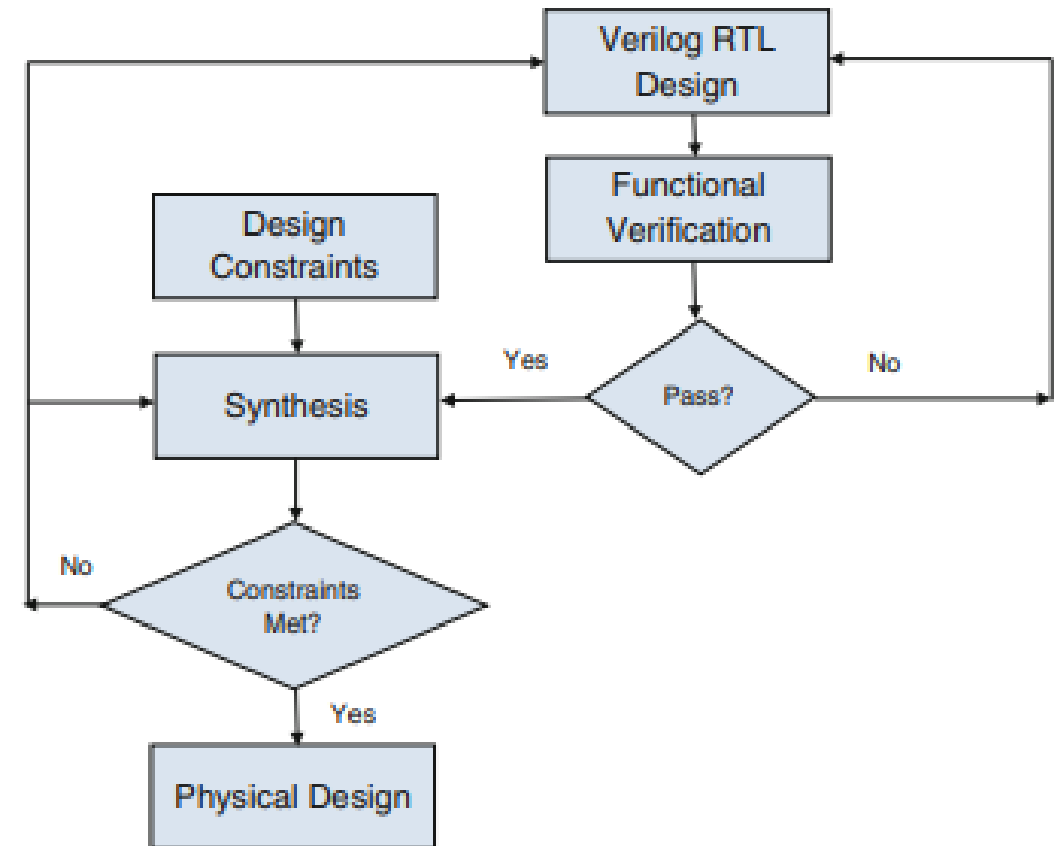 Verilog RTL
Design
Functional
Verification
Design
Constraints
Yes
No
Synthesis
Pass?
No
Constraints
Met?
Yes
Physical Design